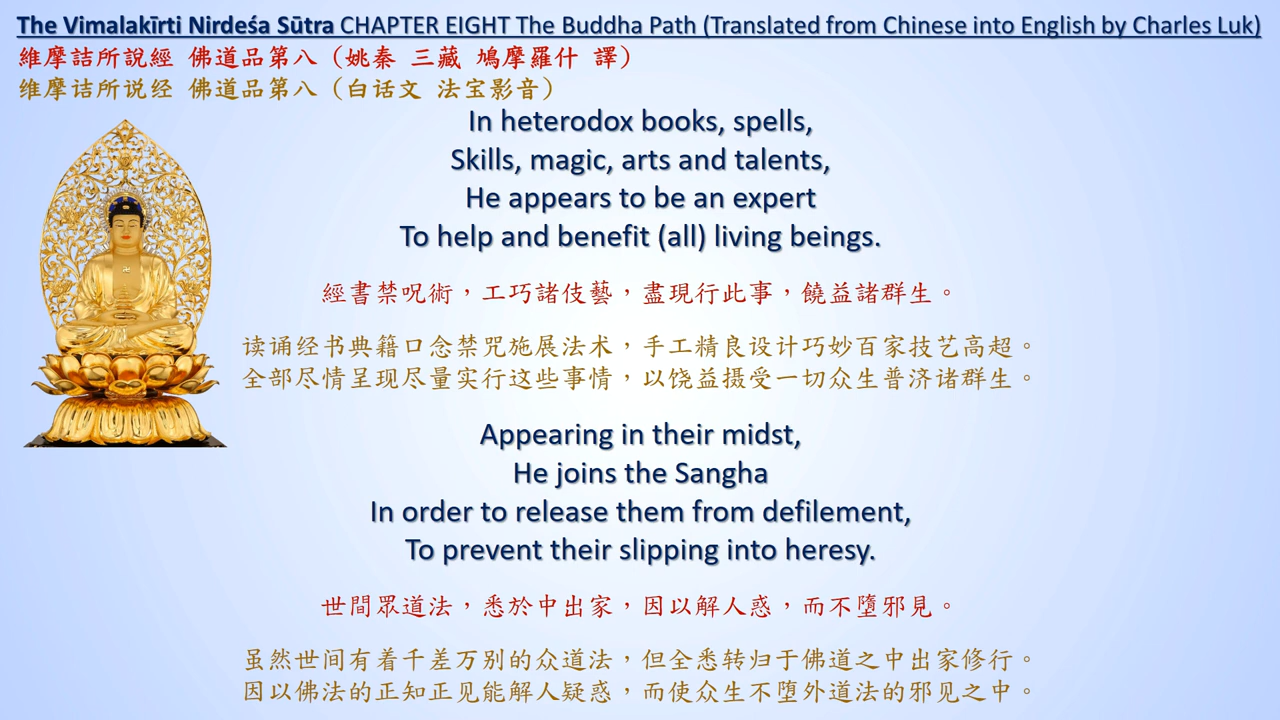 The Vimalakīrti Nirdeśa Sūtra CHAPTER EIGHT The Buddha Path (Translated from Chinese into English by Charles Luk)
維摩詰所說經 佛道品第八（姚秦 三藏 鳩摩羅什 譯）
维摩诘所说经 佛道品第八（白话文 法宝影音）
In heterodox books, spells,
Skills, magic, arts and talents,
He appears to be an expert
To help and benefit (all) living beings.
經書禁呪術，工巧諸伎藝，盡現行此事，饒益諸群生。
读诵经书典籍口念禁咒施展法术，手工精良设计巧妙百家技艺高超。
全部尽情呈现尽量实行这些事情，以饶益摄受一切众生普济诸群生。
Appearing in their midst,
He joins the Sangha
In order to release them from defilement,
To prevent their slipping into heresy.
世間眾道法，悉於中出家，因以解人惑，而不墮邪見。
虽然世间有着千差万别的众道法，但全悉转归于佛道之中出家修行。
因以佛法的正知正见能解人疑惑，而使众生不堕外道法的邪见之中。